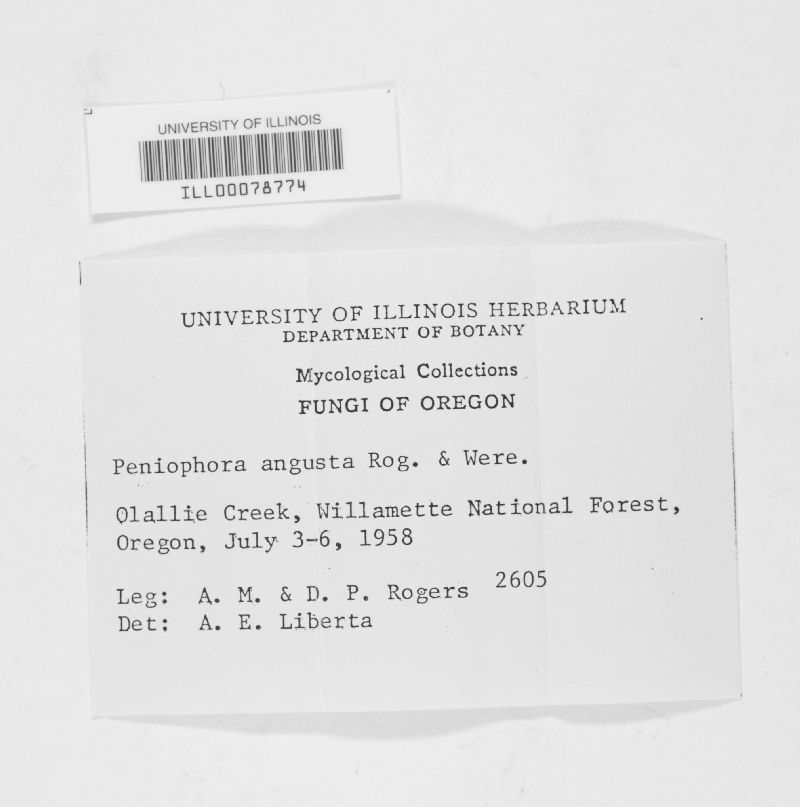 UNIVERSITY OF ILLINOIS
ILL00078774
UNIVERSITY OF ILLINOIS HERBARIUM
DEPARTMENT OF BOTANY
Mycological Collections
FUNGI OF OREGON
Peniophora angusta Rog. & Were.
Olallie Creek, Willamette National Forest,
Oregon, July 3-6, 1958
Leg: A. M. & D. P. Rogers 2605
Det: A. E. Liberta